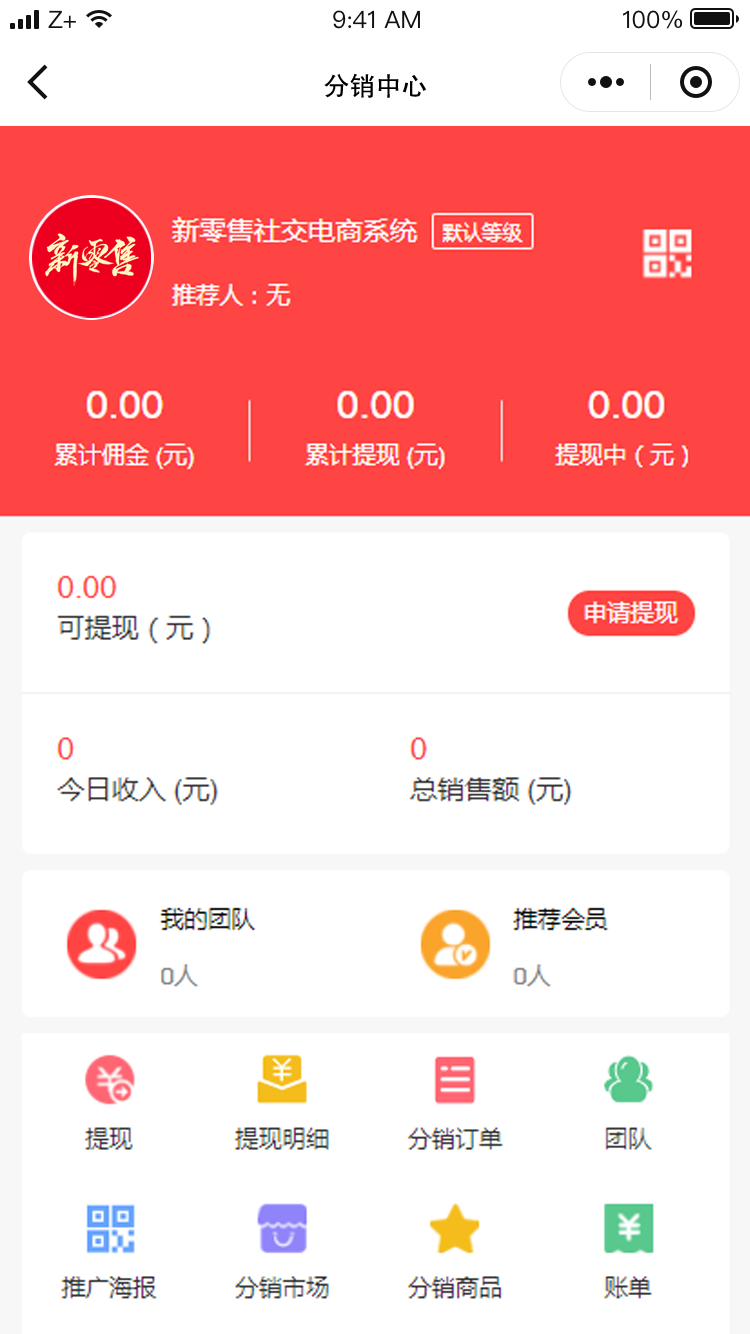 Z+ 9:41 AM 100%
分销中心
新零售
新零售社交电商系统 默认等级
推荐人：无
0.00 0.00 0.00
累计佣金 (元) 累计提现 (元) 提现中 ( 元 )
0.00
可提现 ( 元 ) 申请提现
0 0
今日收入 (元) 总销售额 (元)
我的团队 推荐会员
0人 0人
提现 提现明细 分销订单 团队
推广海报 分销市场 分销商品 账单